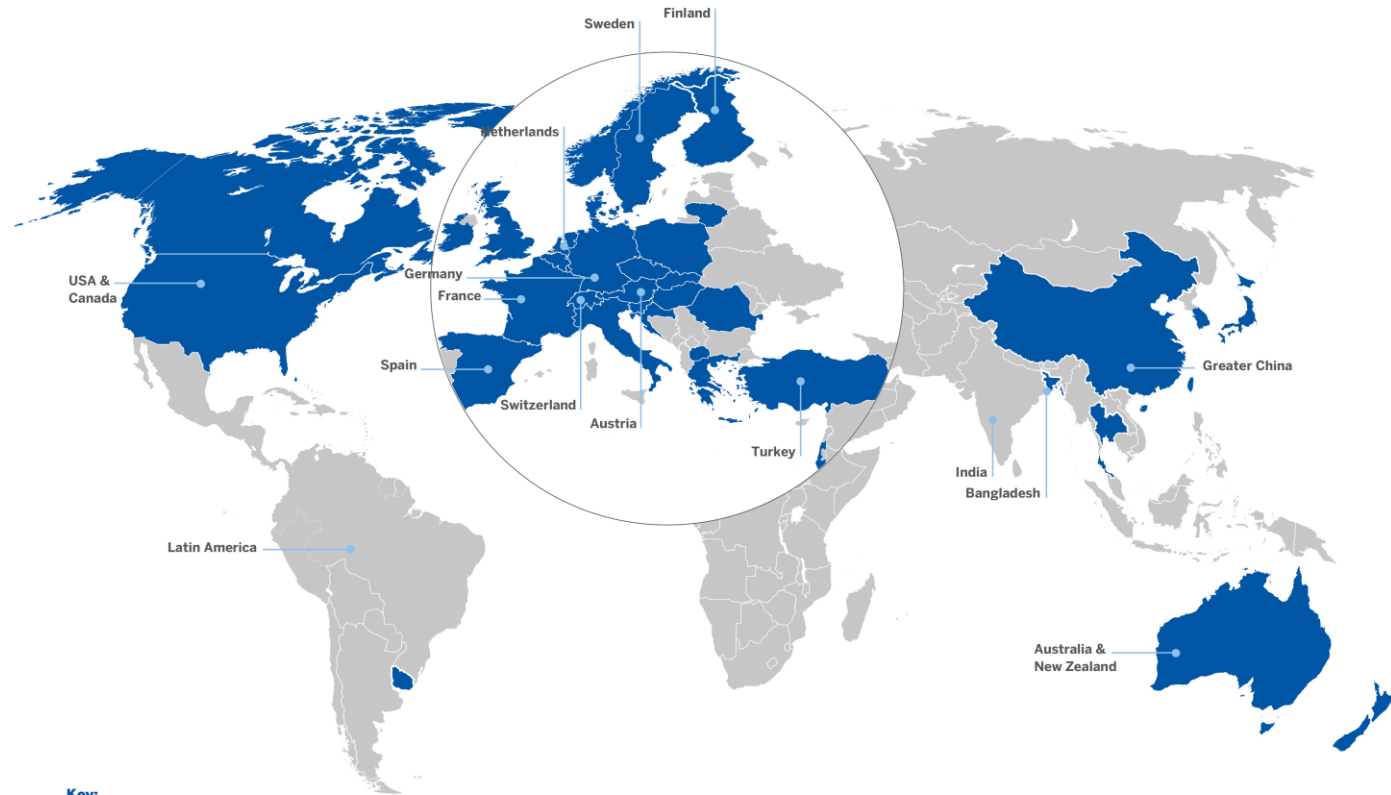 Finland
Sweden
Netherlands
USA &
Canada
Germany
France
Spain
Switzerland
Austria
Turkey
Greater China
India
Bangladesh
Latin America
Australia &
New Zealand
Key: